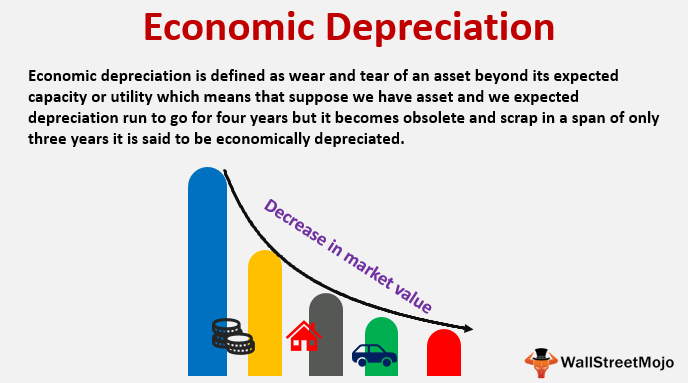 Economic Depreciation
Economic depreciation is defined as wear and tear of an asset beyond its expected
capacity or utility which means that suppose we have asset and we expected
depreciation run to go for four years but it becomes obsolete and scrap in a span of only
three years it is said to be economically depreciated.
Decrease in market value
WallStreetMojo